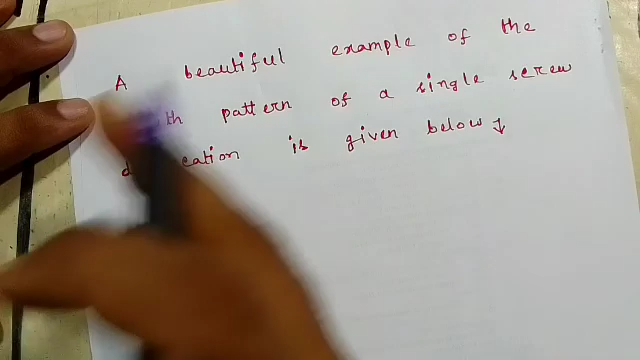 A beautiful example of the
pattern of a single screw
is given below ↓